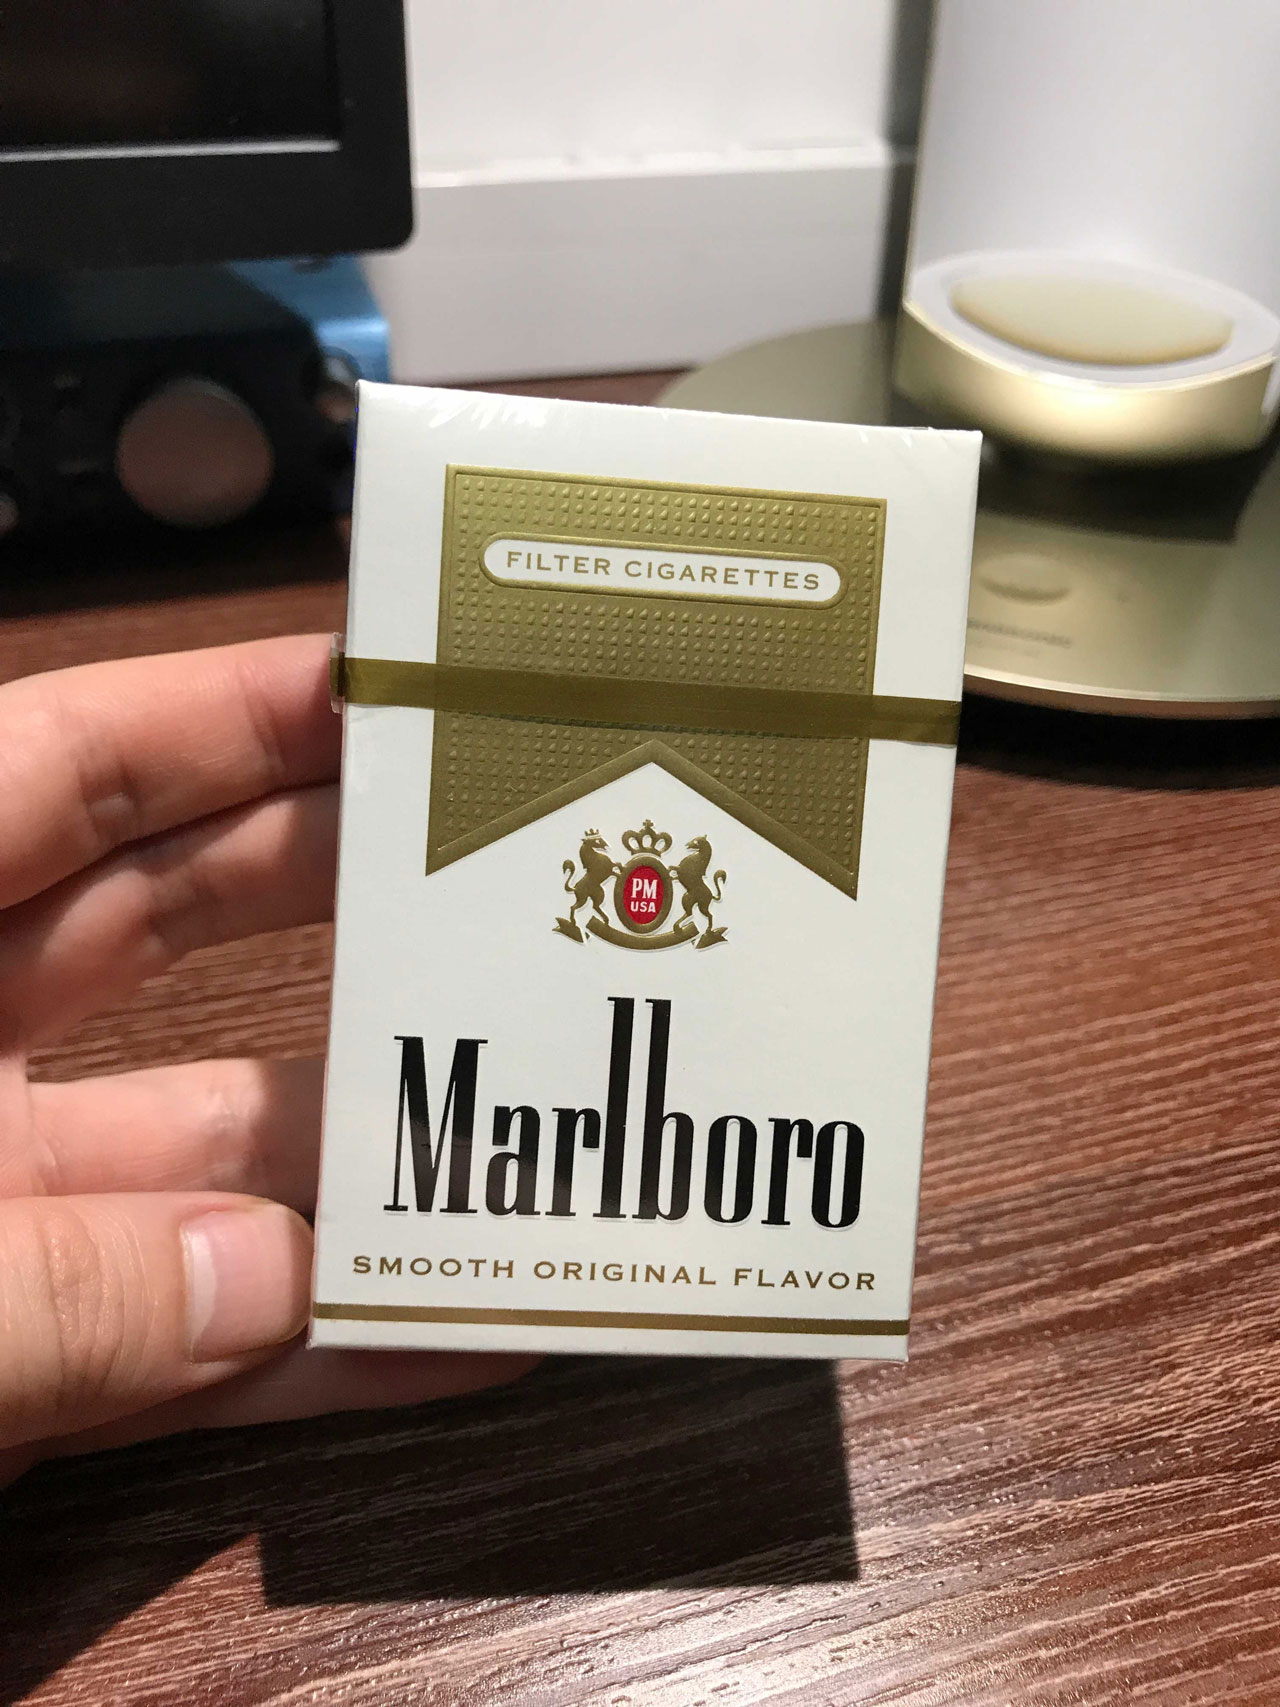 FILTER CIGARETTES
PM
USA
Marlboro
SMOOTH ORIGINAL FLAVOR